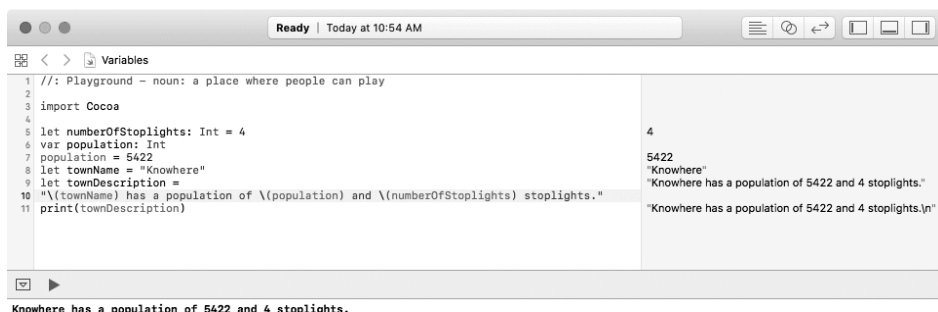 Ready | Today at 10:54 AM
Variables
1 //: Playground – noun: a place where people can play
2
3 import Cocoa
4
5 let numberOfStoplights: Int = 4
4
6 var population: Int
7 population = 5422
5422
8 let townName = "Knowhere"
"Knowhere"
9 let townDescription =
"Knowhere has a population of 5422 and 4 stoplights."
10 "\(townName) has a population of \(population) and \(numberOfStoplights) stoplights."
11 print(townDescription)
"Knowhere has a population of 5422 and 4 stoplights.\n"
Knowhere has a population of 5422 and 4 stoplights.